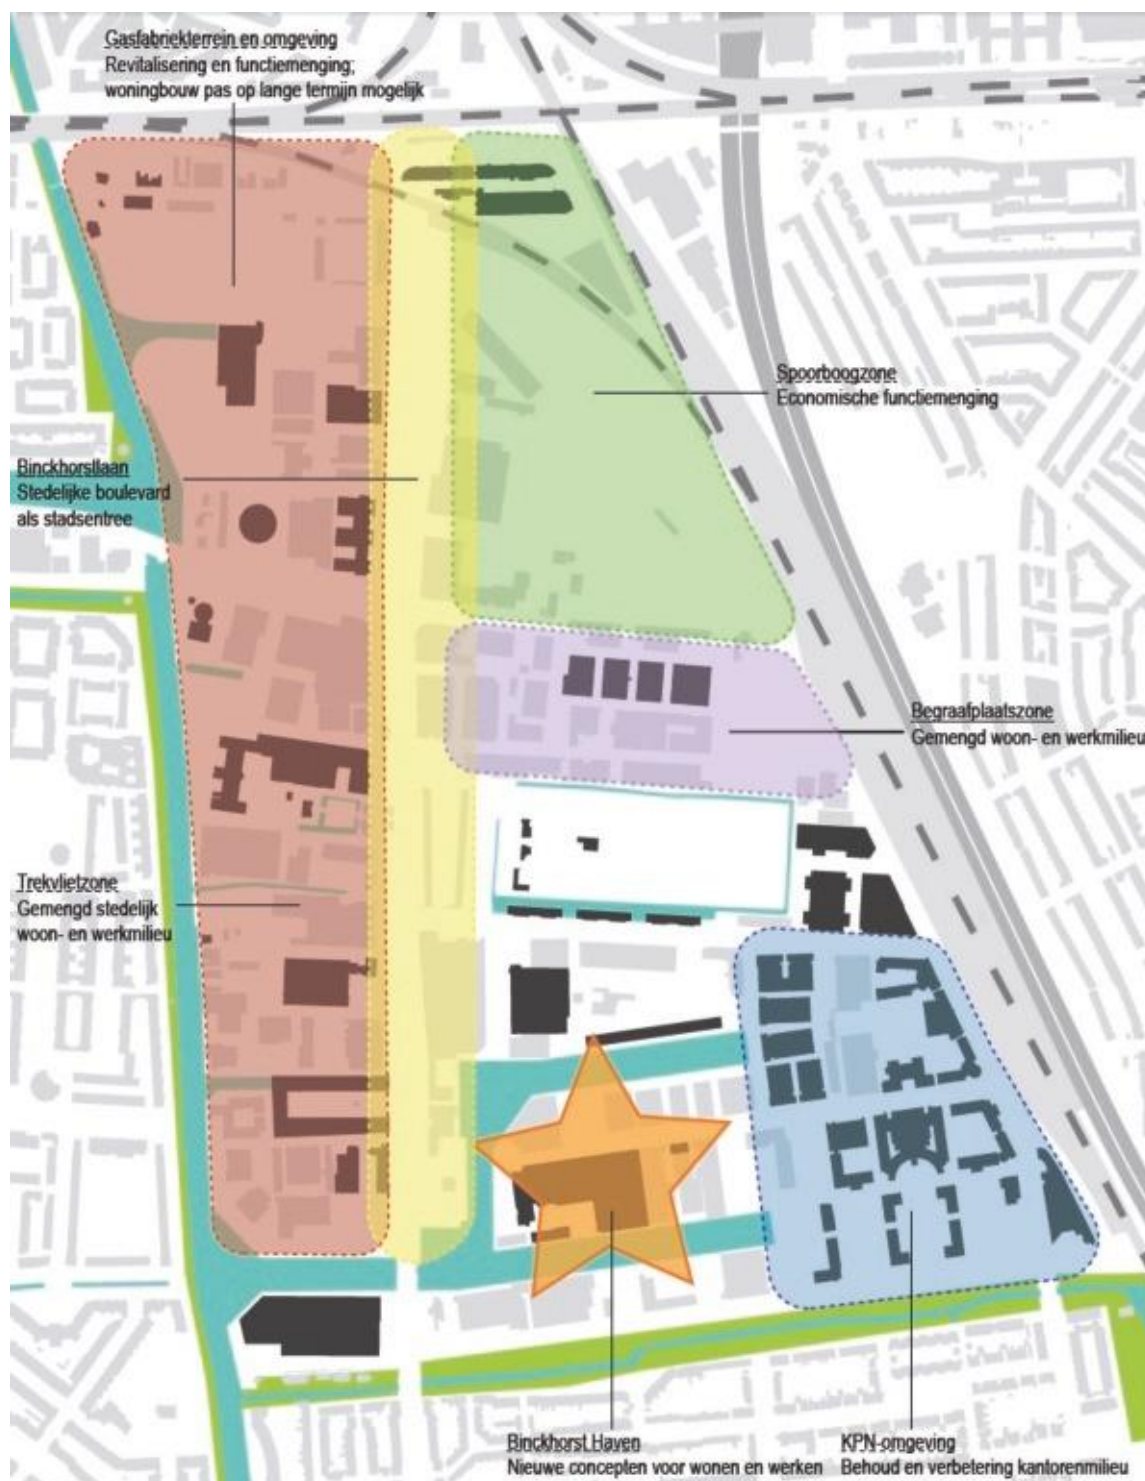 Gasfabriekterrein en omgeving
Revitalisering en functiemenging;
woningbouw pas op lange termijn mogelijk
Spoorboogzone
Economische functiemenging
Binckhorstlaan
Stedelijke boulevard
als stadsentree
Begraafplaatszone
Gemengd woon- en werkmilieu
Trekvlietzone
Gemengd stedelijk
woon- en werkmilieu
Binckhorst Haven
Nieuwe concepten voor wonen en werken
KPN-omgeving
Behoud en verbetering kantorenmilieu